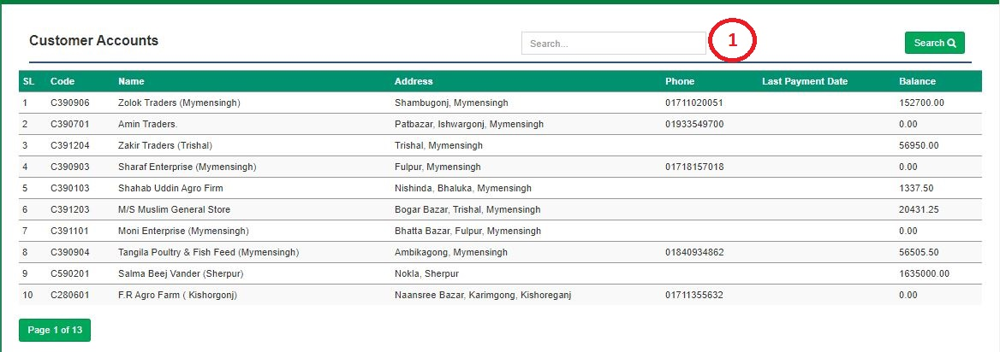 Customer Accounts Search... 1 Search
SL Code Name Address Phone Last Payment Date Balance
1 C390906 Zolok Traders (Mymensingh) Shambugonj, Mymensingh 01711020051 152700.00
2 C390701 Amin Traders. Patbazar, Ishwargonj, Mymensingh 01933549700 0.00
3 C391204 Zakir Traders (Trishal) Trishal, Mymensingh 56950.00
4 C390903 Sharaf Enterprise (Mymensingh) Fulpur, Mymensingh 01718157018 0.00
5 C390103 Shahab Uddin Agro Firm Nishinda, Bhaluka, Mymensingh 1337.50
6 C391203 M/S Muslim General Store Bogar Bazar, Trishal, Mymensingh 20431.25
7 C391101 Moni Enterprise (Mymensingh) Bhatta Bazar, Fulpur, Mymensingh 0.00
8 C390904 Tangila Poultry & Fish Feed (Mymensingh) Ambikagong, Mymensingh 01840934862 56505.50
9 C590201 Salma Beej Vander (Sherpur) Nokla, Sherpur 1635000.00
10 C280601 F.R Agro Farm ( Kishorgonj) Naansree Bazar, Karimgong, Kishoreganj 01711355632 0.00
Page 1 of 13